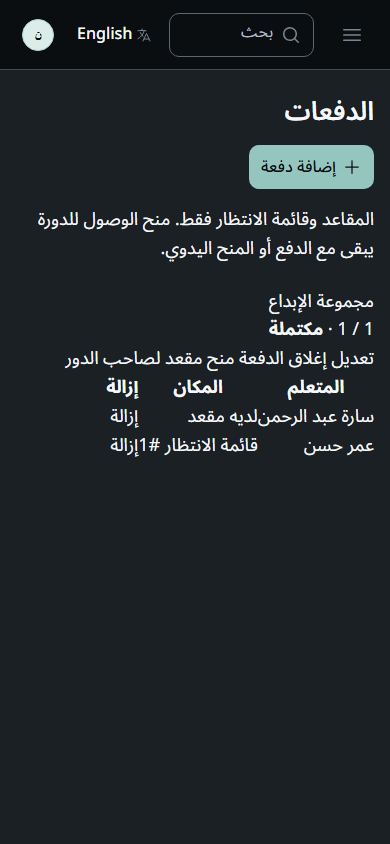 بحث
English
ن
الدفعات
إضافة دفعة
المقاعد وقائمة الانتظار فقط. منح الوصول للدورة
يبقى مع الدفع أو المنح اليدوي.
مجموعة الإبداع
1 / 1 · مكتملة
تعديل إغلاق الدفعة منح مقعد لصاحب الدور
المتعلم المكان إزالة
سارة عبد الرحمن لديه مقعد إزالة
عمر حسن قائمة الانتظار #1 إزالة